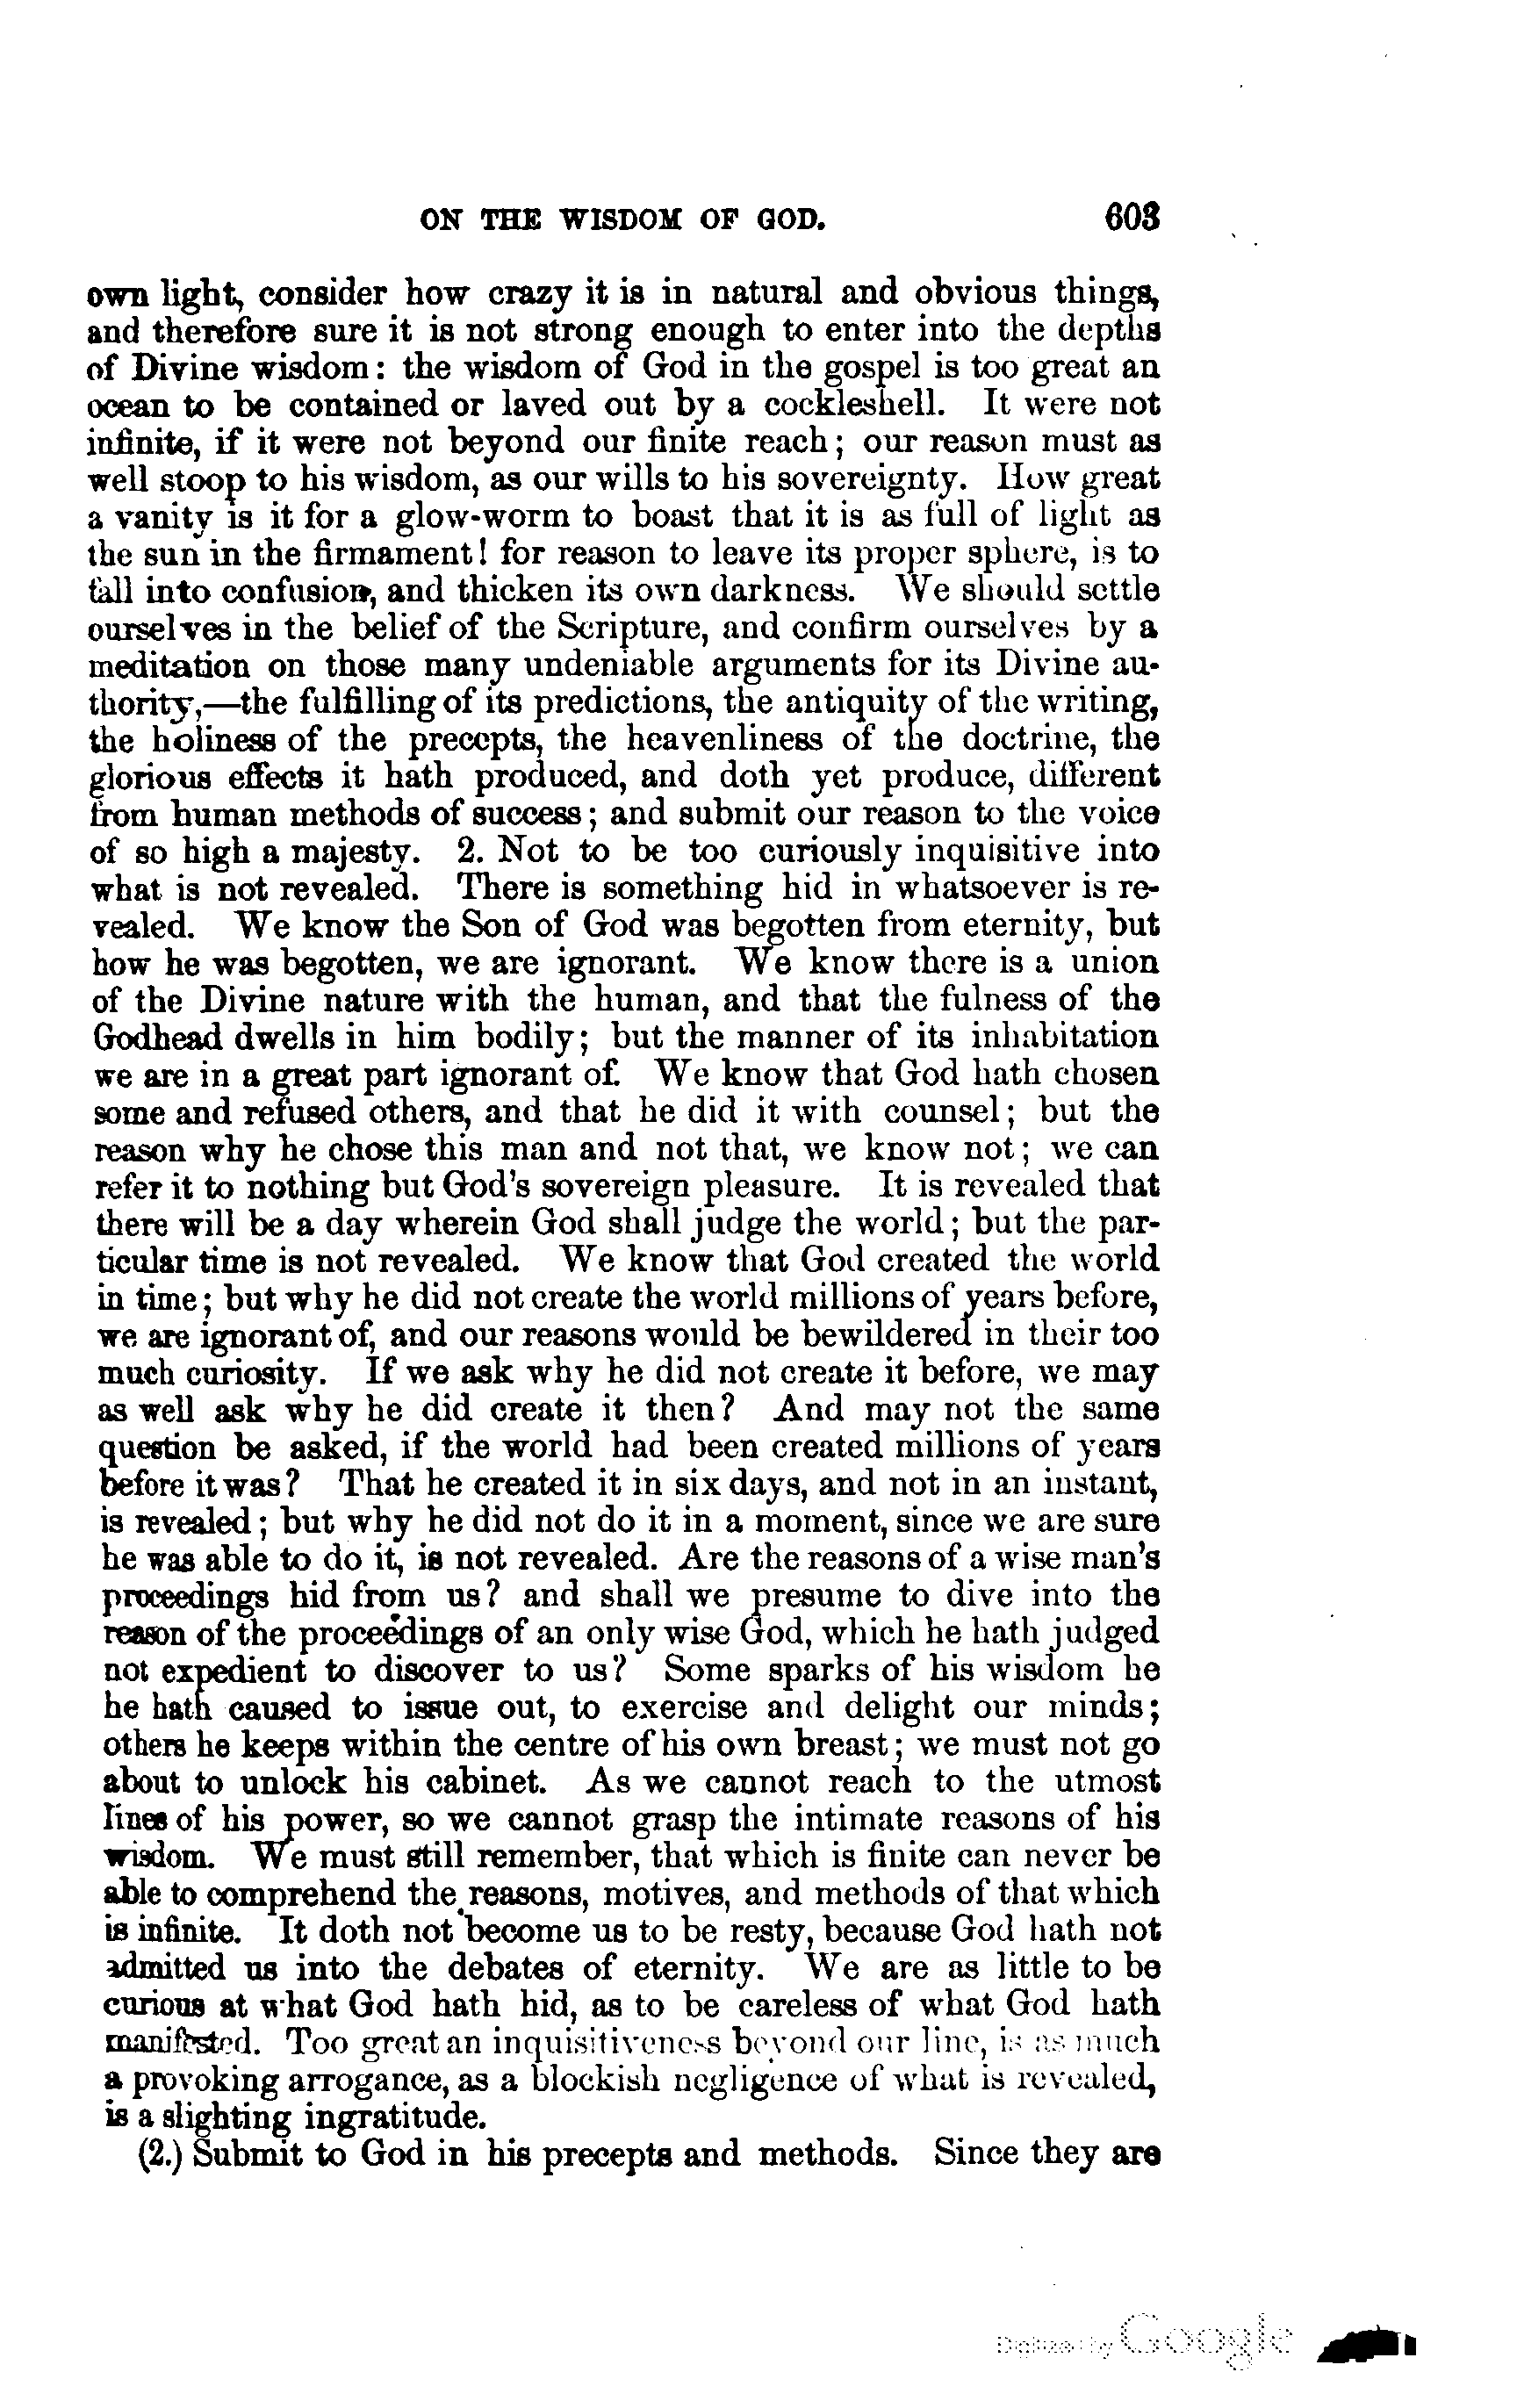 ON THE WISDOM OF GOD. 603
own light, consider how crazy it is in natural and obvious things,
and therefore sure it is not strong enough to enter into the depths
of Divine wisdom: the wisdom of God in the gospel is too great an
ocean to be contained or laved out by a cockleshell. It were not
infinite, if it were not beyond our finite reach; our reason must as
well stoop to his wisdom, as our wills to his sovereignty. How great
a vanity is it for a glow-worm to boast that it is as full of light as
the sun in the firmament! for reason to leave its proper sphere, is to
fall into confusion, and thicken its own darkness. We should settle
ourselves in the belief of the Scripture, and confirm ourselves by a
meditation on those many undeniable arguments for its Divine au-
thority,—the fulfilling of its predictions, the antiquity of the writing,
the holiness of the precepts, the heavenliness of the doctrine, the
glorious effects it hath produced, and doth yet produce, different
from human methods of success; and submit our reason to the voice
of so high a majesty. 2. Not to be too curiously inquisitive into
what is not revealed. There is something hid in whatsoever is re-
vealed. We know the Son of God was begotten from eternity, but
how he was begotten, we are ignorant. We know there is a union
of the Divine nature with the human, and that the fulness of the
Godhead dwells in him bodily; but the manner of its inhabitation
we are in a great part ignorant of. We know that God hath chosen
some and refused others, and that he did it with counsel; but the
reason why he chose this man and not that, we know not; we can
refer it to nothing but God's sovereign pleasure. It is revealed that
there will be a day wherein God shall judge the world; but the par-
ticular time is not revealed. We know that God created the world
in time; but why he did not create the world millions of years before,
we are ignorant of, and our reasons would be bewildered in their too
much curiosity. If we ask why he did not create it before, we may
as well ask why he did create it then? And may not the same
question be asked, if the world had been created millions of years
before it was? That he created it in six days, and not in an instant,
is revealed; but why he did not do it in a moment, since we are sure
he was able to do it, is not revealed. Are the reasons of a wise man's
proceedings hid from us? and shall we presume to dive into the
reason of the proceedings of an only wise God, which he hath judged
not expedient to discover to us? Some sparks of his wisdom he
he hath caused to issue out, to exercise and delight our minds;
others he keeps within the centre of his own breast; we must not go
about to unlock his cabinet. As we cannot reach to the utmost
lines of his power, so we cannot grasp the intimate reasons of his
wisdom. We must still remember, that which is finite can never be
able to comprehend the reasons, motives, and methods of that which
is infinite. It doth not become us to be resty, because God hath not
admitted us into the debates of eternity. We are as little to be
curious at what God hath hid, as to be careless of what God hath
manifested. Too great an inquisitiveness beyond our line, is as much
a provoking arrogance, as a blockish negligence of what is revealed,
is a slighting ingratitude.
(2.) Submit to God in his precepts and methods. Since they are
Digitized by Google